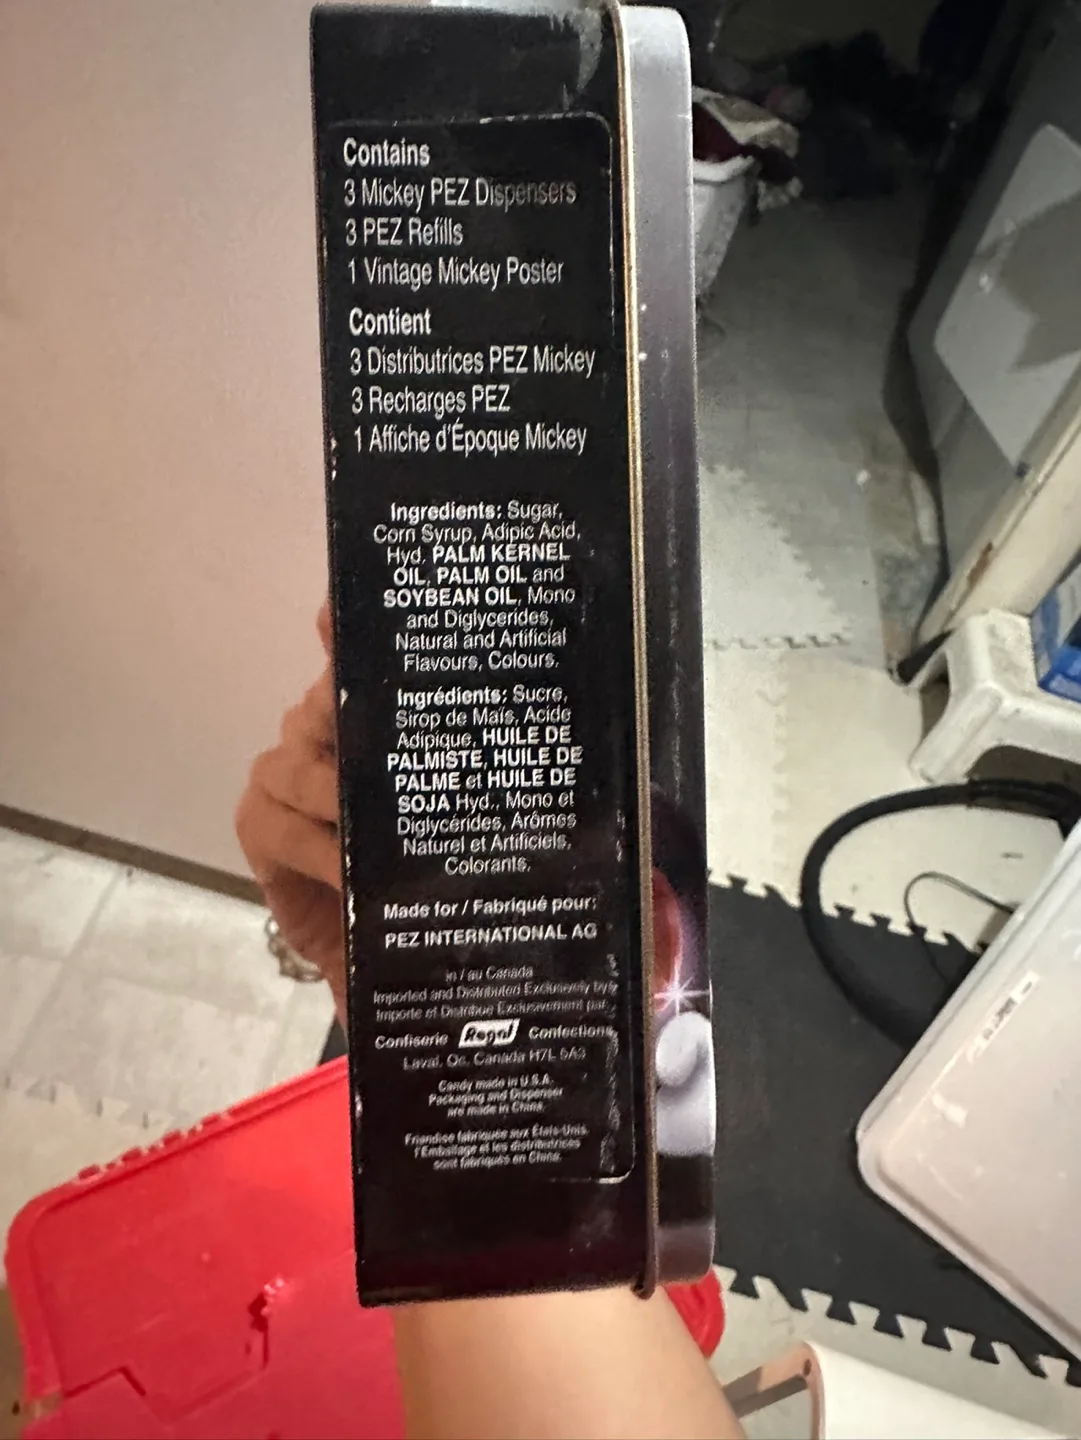 Contains
3 Mickey PEZ Dispensers
3 PEZ Refills
1 Vintage Mickey Poster
Contient
3 Distributrices PEZ Mickey
3 Recharges PEZ
1 Affiche d'Époque Mickey
Ingredients: Sugar,
Corn Syrup, Adipic Acid,
Hyd. PALM KERNEL
OIL, PALM OIL and
SOYBEAN OIL, Mono
and Diglycerides,
Natural and Artificial
Flavours, Colours.
Ingrédients: Sucre,
Sirop de Maïs, Acide
Adipique, HUILE DE
PALMISTE, HUILE DE
PALME et HUILE DE
SOJA Hyd., Mono et
Diglycérides, Arômes
Naturel et Artificiels,
Colorants.
Made for / Fabriqué pour:
PEZ INTERNATIONAL AG
in / au Canada
Imported and Distributed Exclusively by
Importe et Distribue Exclusivement par
Confiserie Regal Confections
Laval, Qc, Canada H7L 5A3
Candy made in U.S.A.
Packaging and Dispenser
are made in China.
Friandise fabriquée aux États-Unis.
l'Emballage et les distributrices
sont fabriqués en Chine.